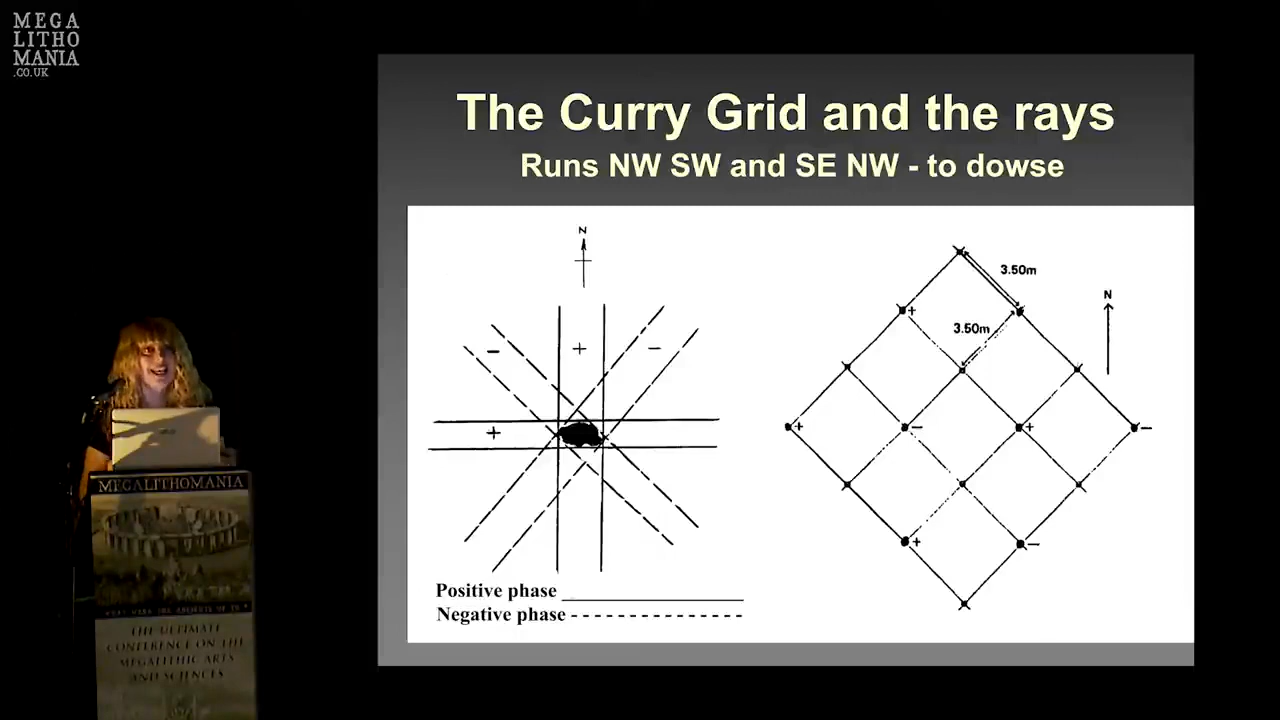 MEGA
LITHO
MANIA
.CO.UK
The Curry Grid and the rays
Runs NW SW and SE NW - to dowse
N
3.50m
3.50m
N
+
−
+
−
+
+
−
+
−
+
−
Positive phase
Negative phase
MEGALITHOMANIA
THE ULTIMATE
CONFERENCE ON THE
MEGALITHIC ARTS
AND SCIENCES